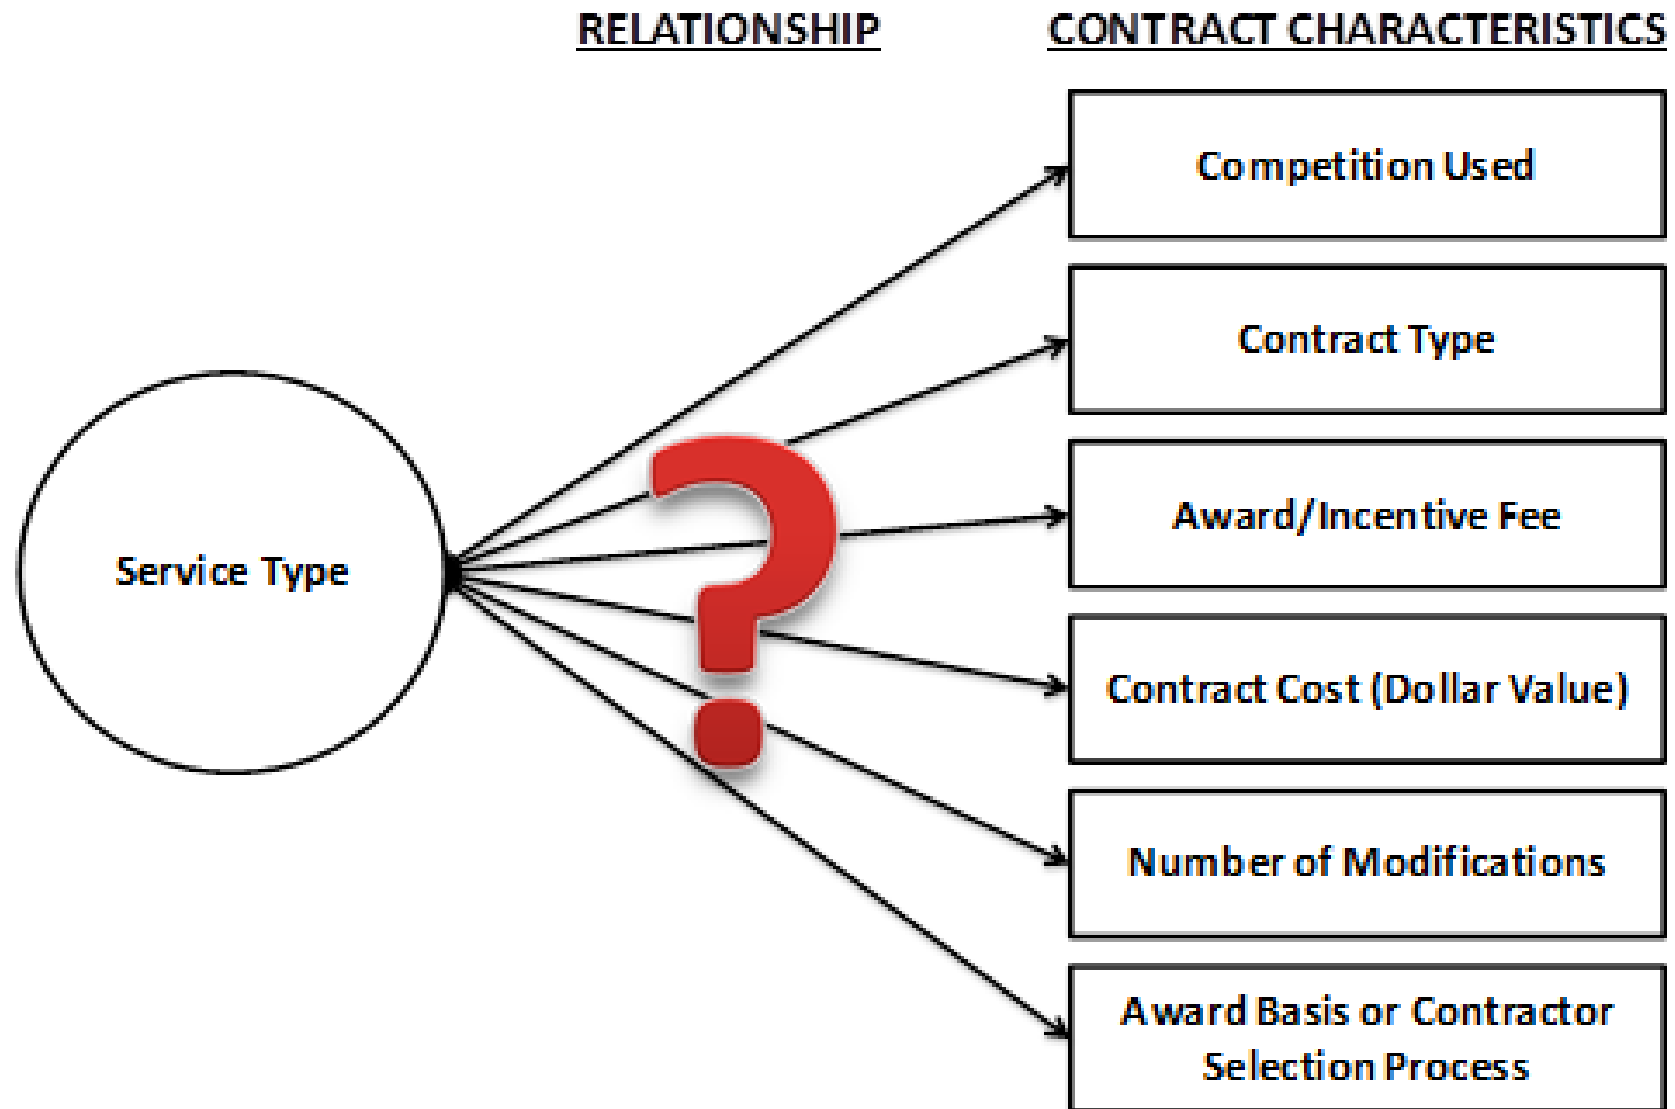 RELATIONSHIP
CONTRACT CHARACTERISTICS
Competition Used
Contract Type
Award/Incentive Fee
Service Type
?
Contract Cost (Dollar Value)
Number of Modifications
Award Basis or Contractor
Selection Process